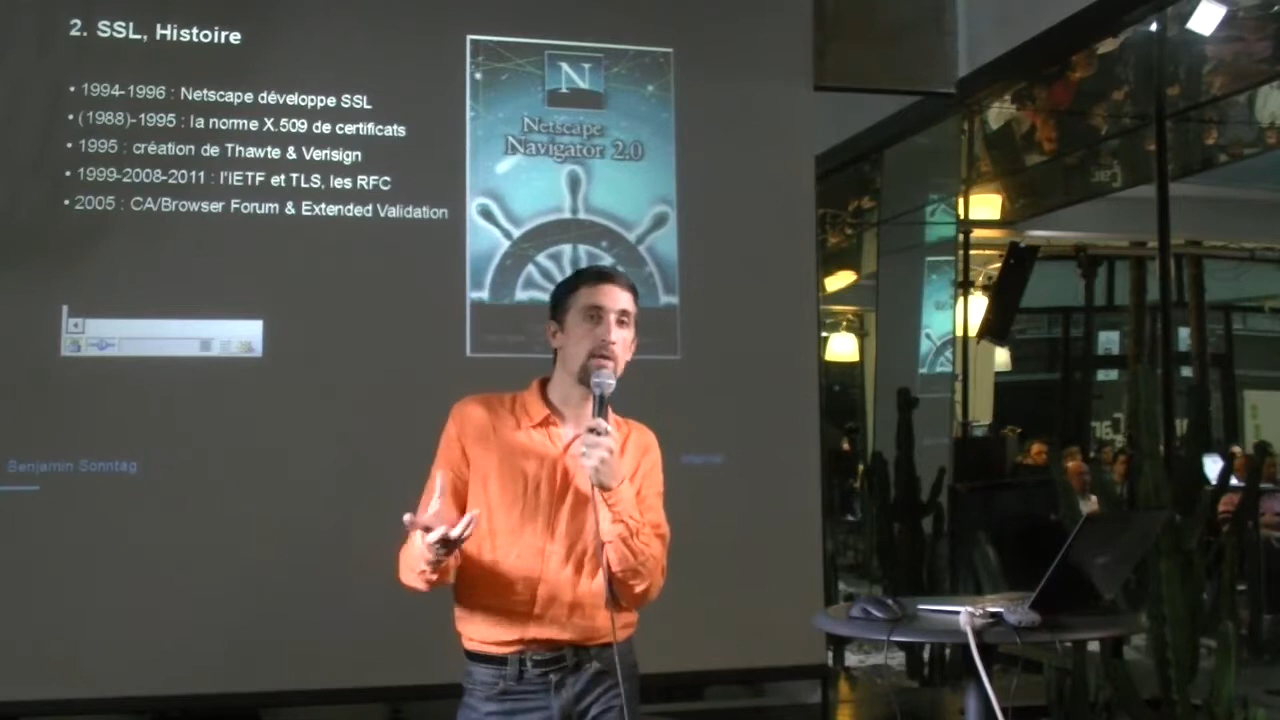 2. SSL, Histoire
• 1994-1996 : Netscape développe SSL
• (1988)-1995 : la norme X.509 de certificats
• 1995 : création de Thawte & Verisign
• 1999-2008-2011 : l'IETF et TLS, les RFC
• 2005 : CA/Browser Forum & Extended Validation
N
Netscape
Navigator 2.0
Benjamin Sonntag